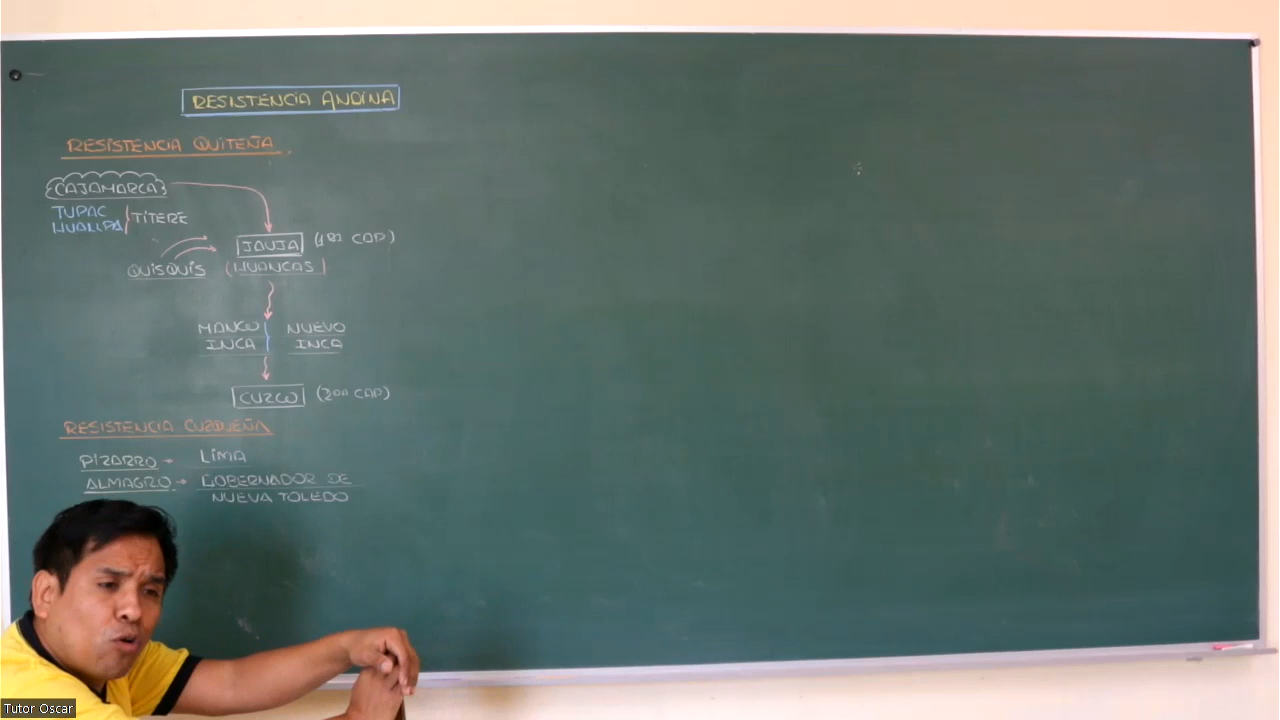 RESISTENCIA ANDINA
RESISTENCIA QUITEÑA
CAJAMARCA
TUPAC
HUALLPA / TÍTERE
JAUJA (1RA CAP)
QUISQUIS (HUANCAS)
MANCO NUEVO
INCA INCA
CUZCO (2DA CAP)
RESISTENCIA CUZQUEÑA
PIZARRO → LIMA
ALMAGRO → GOBERNADOR DE
NUEVA TOLEDO
Tutor Oscar